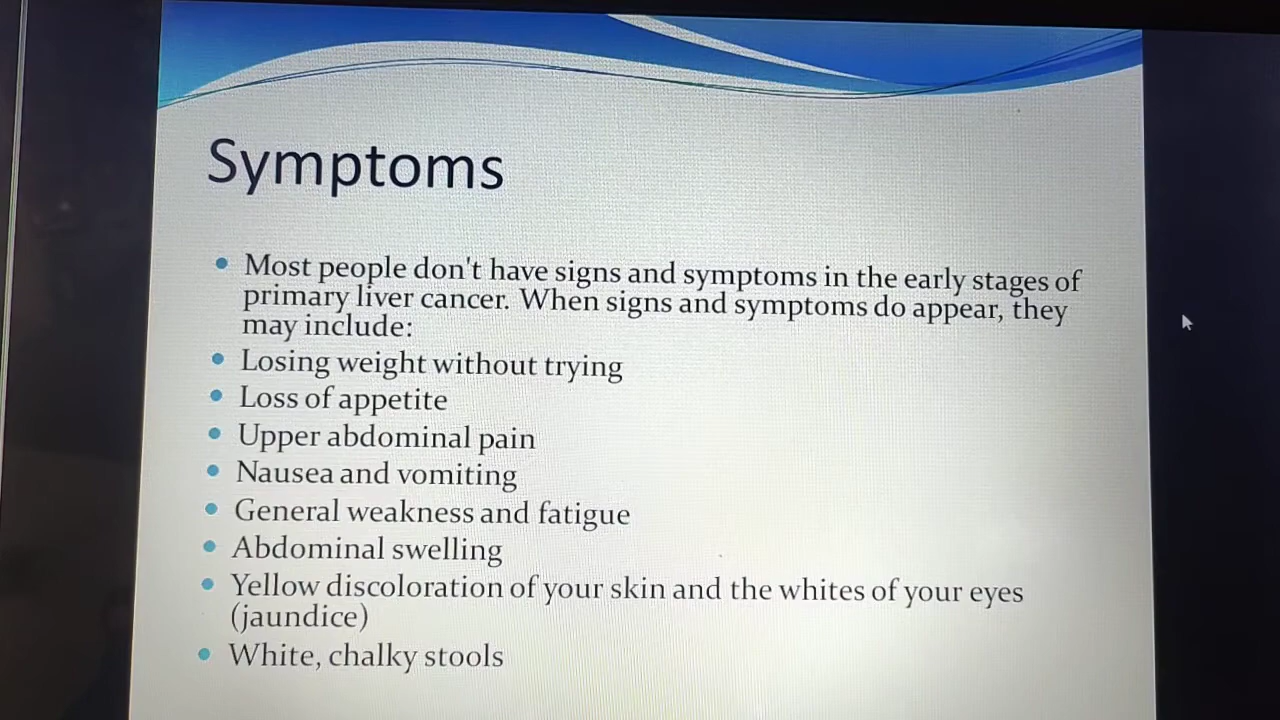 Symptoms
Most people don't have signs and symptoms in the early stages of
primary liver cancer. When signs and symptoms do appear, they
may include:
Losing weight without trying
Loss of appetite
Upper abdominal pain
Nausea and vomiting
General weakness and fatigue
Abdominal swelling
Yellow discoloration of your skin and the whites of your eyes
(jaundice)
White, chalky stools